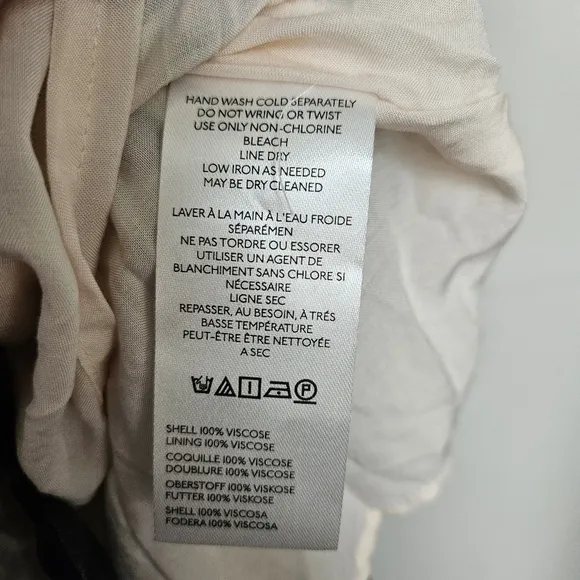 HAND WASH COLD SEPARATELY
DO NOT WRING OR TWIST
USE ONLY NON-CHLORINE
BLEACH
LINE DRY
LOW IRON AS NEEDED
MAY BE DRY CLEANED
LAVER À LA MAIN À L'EAU FROIDE
SÉPARÉMEN
NE PAS TORDRE OU ESSORER
UTILISER UN AGENT DE
BLANCHIMENT SANS CHLORE SI
NÉCESSAIRE
LIGNE SEC
REPASSER, AU BESOIN, À TRÉS
BASSE TEMPÉRATURE
PEUT-ÊTRE ÊTRE NETTOYÉE
A SEC
P
SHELL 100% VISCOSE
LINING 100% VISCOSE
COQUILLE 100% VISCOSE
DOUBLURE 100% VISCOSE
OBERSTOFF 100% VISKOSE
FUTTER 100% VISKOSE
SHELL 100% VISCOSA
FODERA 100% VISCOSA